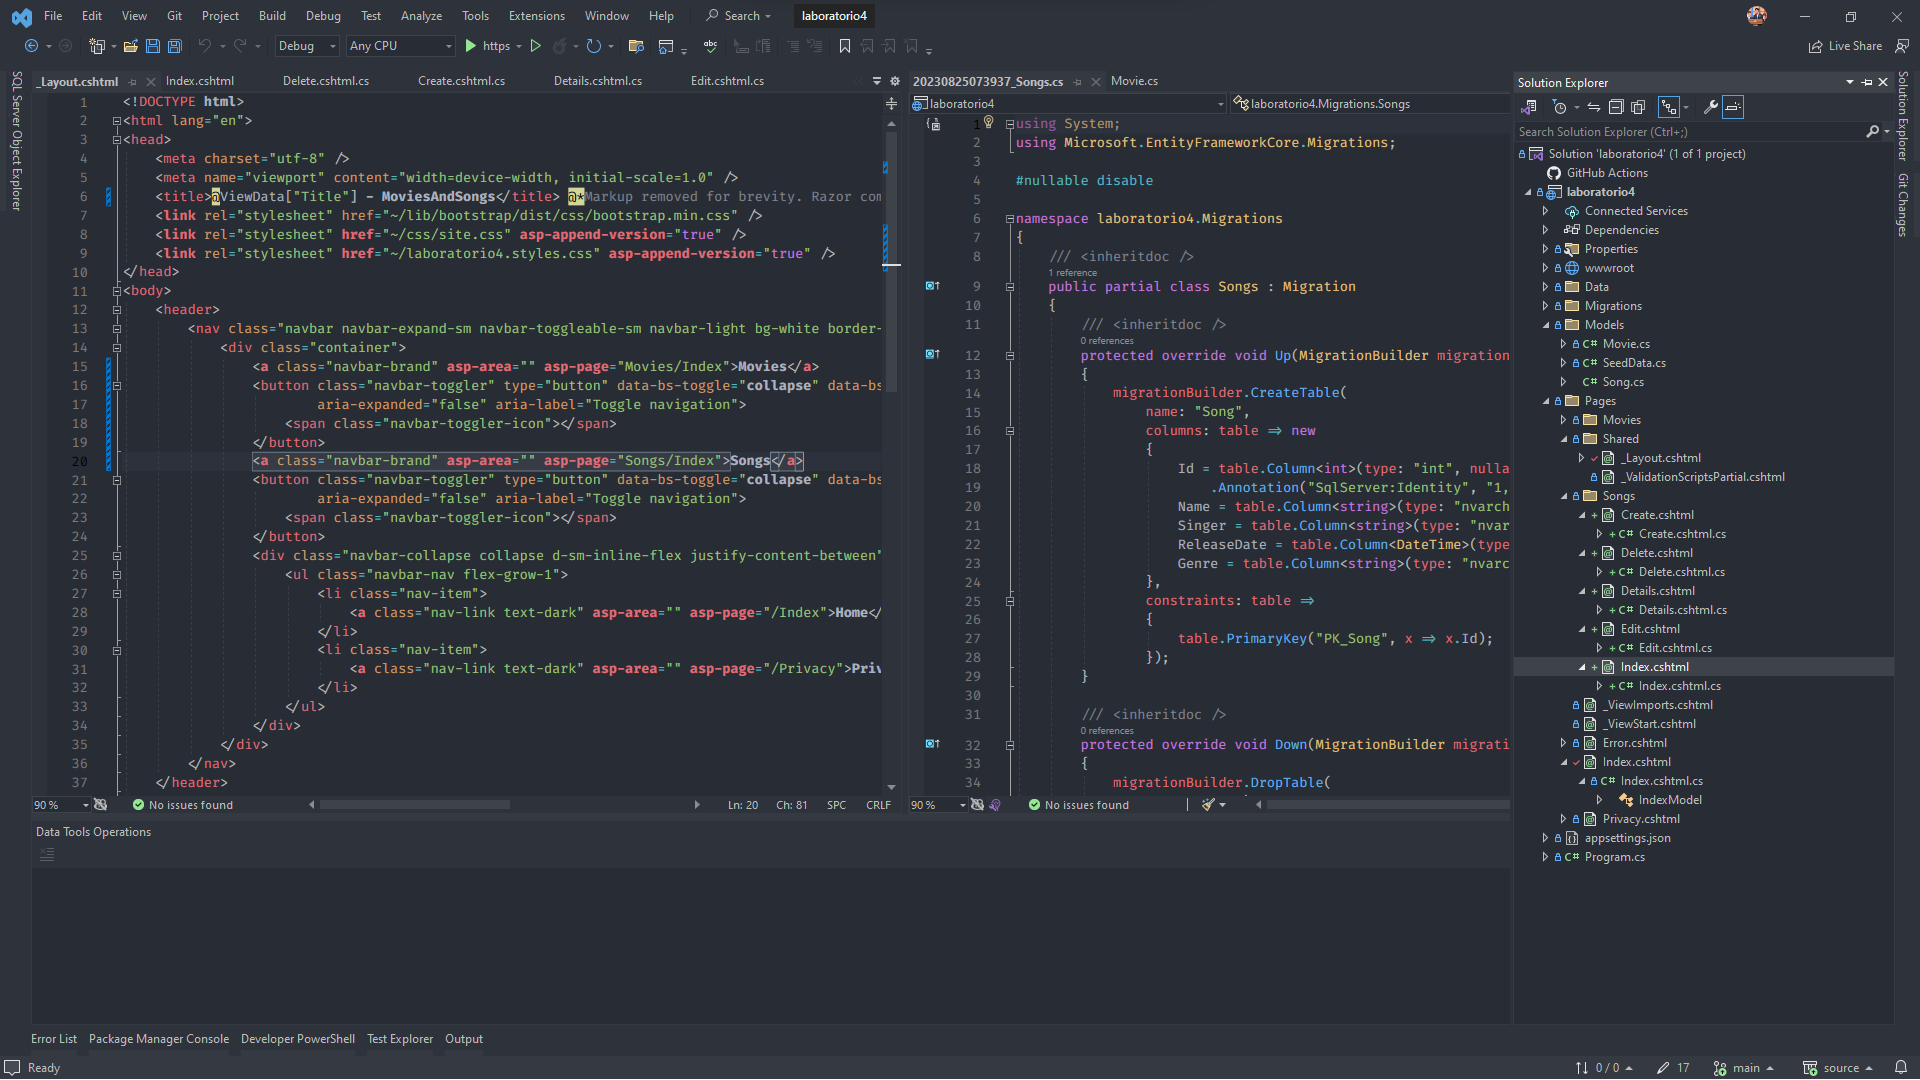 File Edit View Git Project Build Debug Test Analyze Tools Extensions Window Help Search laboratorio4
Debug Any CPU https Live Share
SQL Server Object Explorer
_Layout.cshtml Index.cshtml Delete.cshtml.cs Create.cshtml.cs Details.cshtml.cs Edit.cshtml.cs
1 <!DOCTYPE html>
2 <html lang="en">
3 <head>
4 <meta charset="utf-8" />
5 <meta name="viewport" content="width=device-width, initial-scale=1.0" />
6 <title>@ViewData["Title"] - MoviesAndSongs</title> @*Markup removed for brevity. Razor com
7 <link rel="stylesheet" href="~/lib/bootstrap/dist/css/bootstrap.min.css" />
8 <link rel="stylesheet" href="~/css/site.css" asp-append-version="true" />
9 <link rel="stylesheet" href="~/laboratorio4.styles.css" asp-append-version="true" />
10 </head>
11 <body>
12 <header>
13 <nav class="navbar navbar-expand-sm navbar-toggleable-sm navbar-light bg-white border-
14 <div class="container">
15 <a class="navbar-brand" asp-area="" asp-page="Movies/Index">Movies</a>
16 <button class="navbar-toggler" type="button" data-bs-toggle="collapse" data-bs
17 aria-expanded="false" aria-label="Toggle navigation">
18 <span class="navbar-toggler-icon"></span>
19 </button>
20 <a class="navbar-brand" asp-area="" asp-page="Songs/Index">Songs</a>
21 <button class="navbar-toggler" type="button" data-bs-toggle="collapse" data-bs
22 aria-expanded="false" aria-label="Toggle navigation">
23 <span class="navbar-toggler-icon"></span>
24 </button>
25 <div class="navbar-collapse collapse d-sm-inline-flex justify-content-between"
26 <ul class="navbar-nav flex-grow-1">
27 <li class="nav-item">
28 <a class="nav-link text-dark" asp-area="" asp-page="/Index">Home</
29 </li>
30 <li class="nav-item">
31 <a class="nav-link text-dark" asp-area="" asp-page="/Privacy">Priv
32 </li>
33 </ul>
34 </div>
35 </div>
36 </nav>
37 </header>
90 % No issues found Ln: 20 Ch: 81 SPC CRLF
20230825073937_Songs.cs Movie.cs
laboratorio4 laboratorio4.Migrations.Songs
1 using System;
2 using Microsoft.EntityFrameworkCore.Migrations;
3
4 #nullable disable
5
6 namespace laboratorio4.Migrations
7 {
8 /// <inheritdoc />
1 reference
9 public partial class Songs : Migration
10 {
11 /// <inheritdoc />
0 references
12 protected override void Up(MigrationBuilder migration
13 {
14 migrationBuilder.CreateTable(
15 name: "Song",
16 columns: table => new
17 {
18 Id = table.Column<int>(type: "int", nulla
19 .Annotation("SqlServer:Identity", "1,
20 Name = table.Column<string>(type: "nvarch
21 Singer = table.Column<string>(type: "nvar
22 ReleaseDate = table.Column<DateTime>(type
23 Genre = table.Column<string>(type: "nvarc
24 },
25 constraints: table =>
26 {
27 table.PrimaryKey("PK_Song", x => x.Id);
28 });
29 }
30
31 /// <inheritdoc />
0 references
32 protected override void Down(MigrationBuilder migrati
33 {
34 migrationBuilder.DropTable(
90 % No issues found
Solution Explorer
Search Solution Explorer (Ctrl+;)
Solution 'laboratorio4' (1 of 1 project)
GitHub Actions
laboratorio4
Connected Services
Dependencies
Properties
wwwroot
Data
Migrations
Models
C# Movie.cs
C# SeedData.cs
C# Song.cs
Pages
Movies
Shared
_Layout.cshtml
_ValidationScriptsPartial.cshtml
Songs
Create.cshtml
C# Create.cshtml.cs
Delete.cshtml
C# Delete.cshtml.cs
Details.cshtml
C# Details.cshtml.cs
Edit.cshtml
C# Edit.cshtml.cs
Index.cshtml
C# Index.cshtml.cs
_ViewImports.cshtml
_ViewStart.cshtml
Error.cshtml
Index.cshtml
C# Index.cshtml.cs
IndexModel
Privacy.cshtml
appsettings.json
C# Program.cs
Solution Explorer
Git Changes
Data Tools Operations
Error List Package Manager Console Developer PowerShell Test Explorer Output
Ready 0 / 0 17 main source